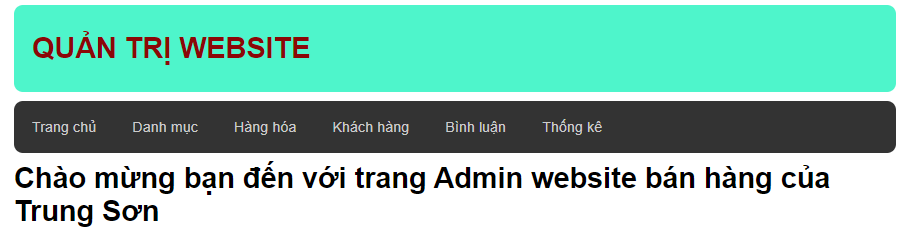 QUẢN TRỊ WEBSITE
Trang chủ Danh mục Hàng hóa Khách hàng Bình luận Thống kê
Chào mừng bạn đến với trang Admin website bán hàng của
Trung Sơn